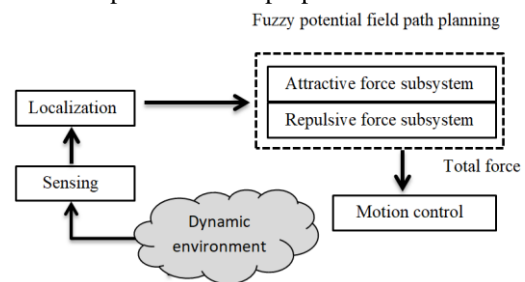 Fuzzy potential field path planning
Attractive force subsystem
Localization
Repulsive force subsystem
Total force
Sensing
Motion control
Dynamic
environment